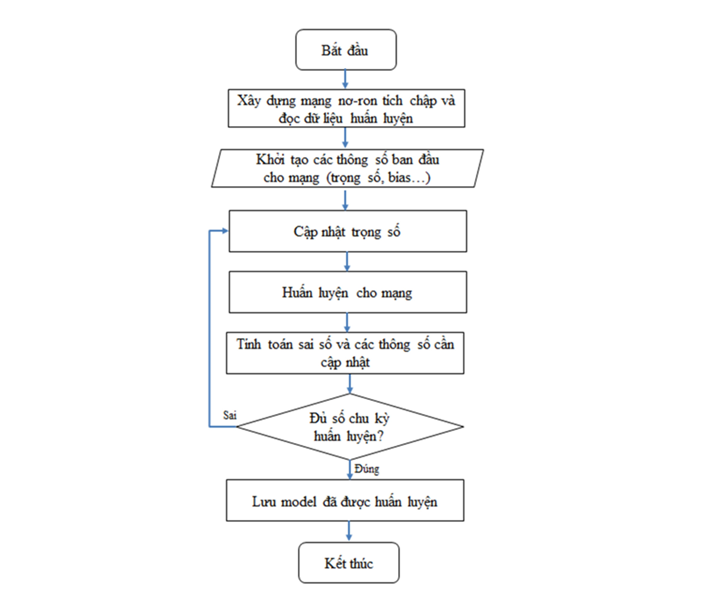 Bắt đầu
Xây dựng mạng nơ-ron tích chập và
đọc dữ liệu huấn luyện
Khởi tạo các thông số ban đầu
cho mạng (trọng số, bias…)
Cập nhật trọng số
Huấn luyện cho mạng
Tính toán sai số và các thông số cần
cập nhật
Đủ số chu kỳ
huấn luyện?
Sai
Đúng
Lưu model đã được huấn luyện
Kết thúc